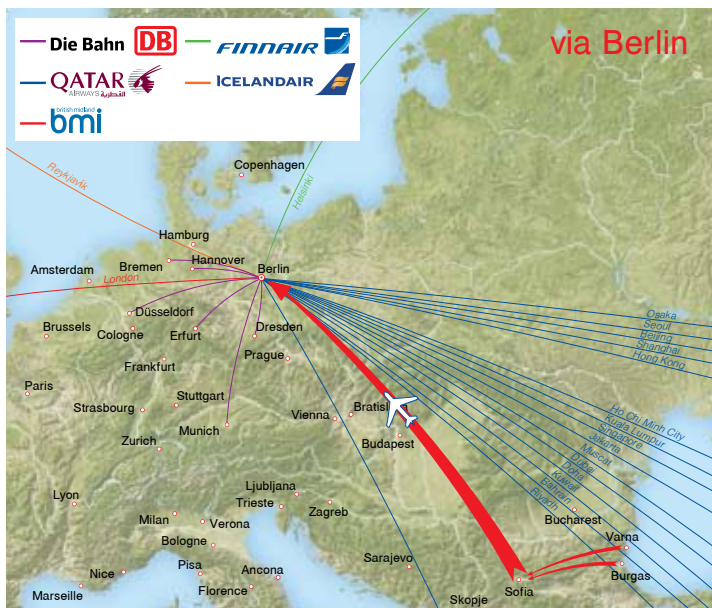 Die Bahn DB
FINNAIR
via Berlin
QATAR
AIRWAYS القطرية
ICELANDAIR
british midland
bmi
Reykjavik
Copenhagen
Helsinki
Hamburg
Bremen
Hannover
Berlin
Amsterdam
London
Düsseldorf
Osaka
Seoul
Beijing
Shanghai
Hong Kong
Brussels
Cologne
Erfurt
Dresden
Prague
Frankfurt
Paris
Stuttgart
Strasbourg
Munich
Vienna
Bratis
Budapest
Zurich
Ho Chi Minh City
Kuala Lumpur
Singapore
Jakarta
Muscat
Dubai
Doha
Kuwait
Bahrain
Riyadh
Lyon
Ljubljana
Trieste
Zagreb
Milan
Verona
Bologne
Bucharest
Varna
Sarajevo
Nice
Pisa
Ancona
Marseille
Florence
Skopje
Sofia
Burgas